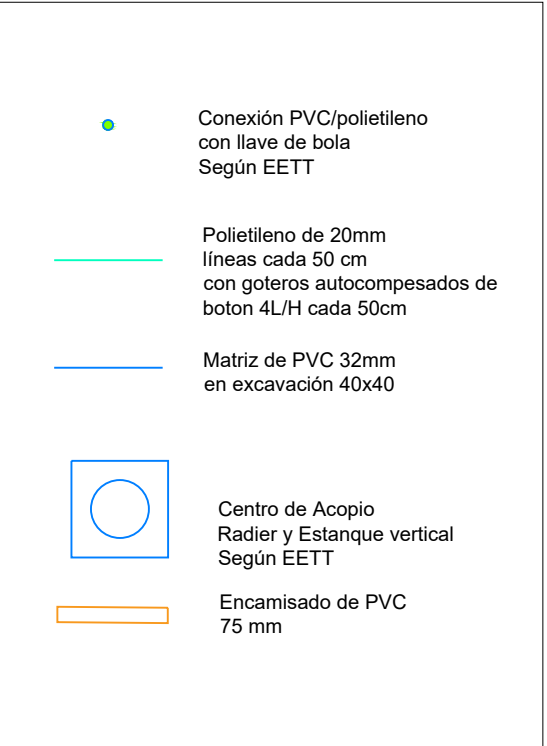 Conexión PVC/polietileno
con llave de bola
Según EETT
Polietileno de 20mm
líneas cada 50 cm
con goteros autocompesados de
boton 4L/H cada 50cm
Matriz de PVC 32mm
en excavación 40x40
Centro de Acopio
Radier y Estanque vertical
Según EETT
Encamisado de PVC
75 mm